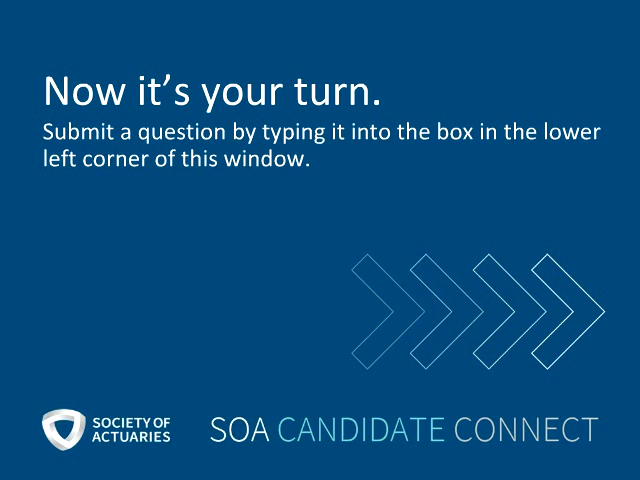 Now it’s your turn.
Submit a question by typing it into the box in the lower
left corner of this window.
SOCIETY OF
ACTUARIES
SOA CANDIDATE CONNECT